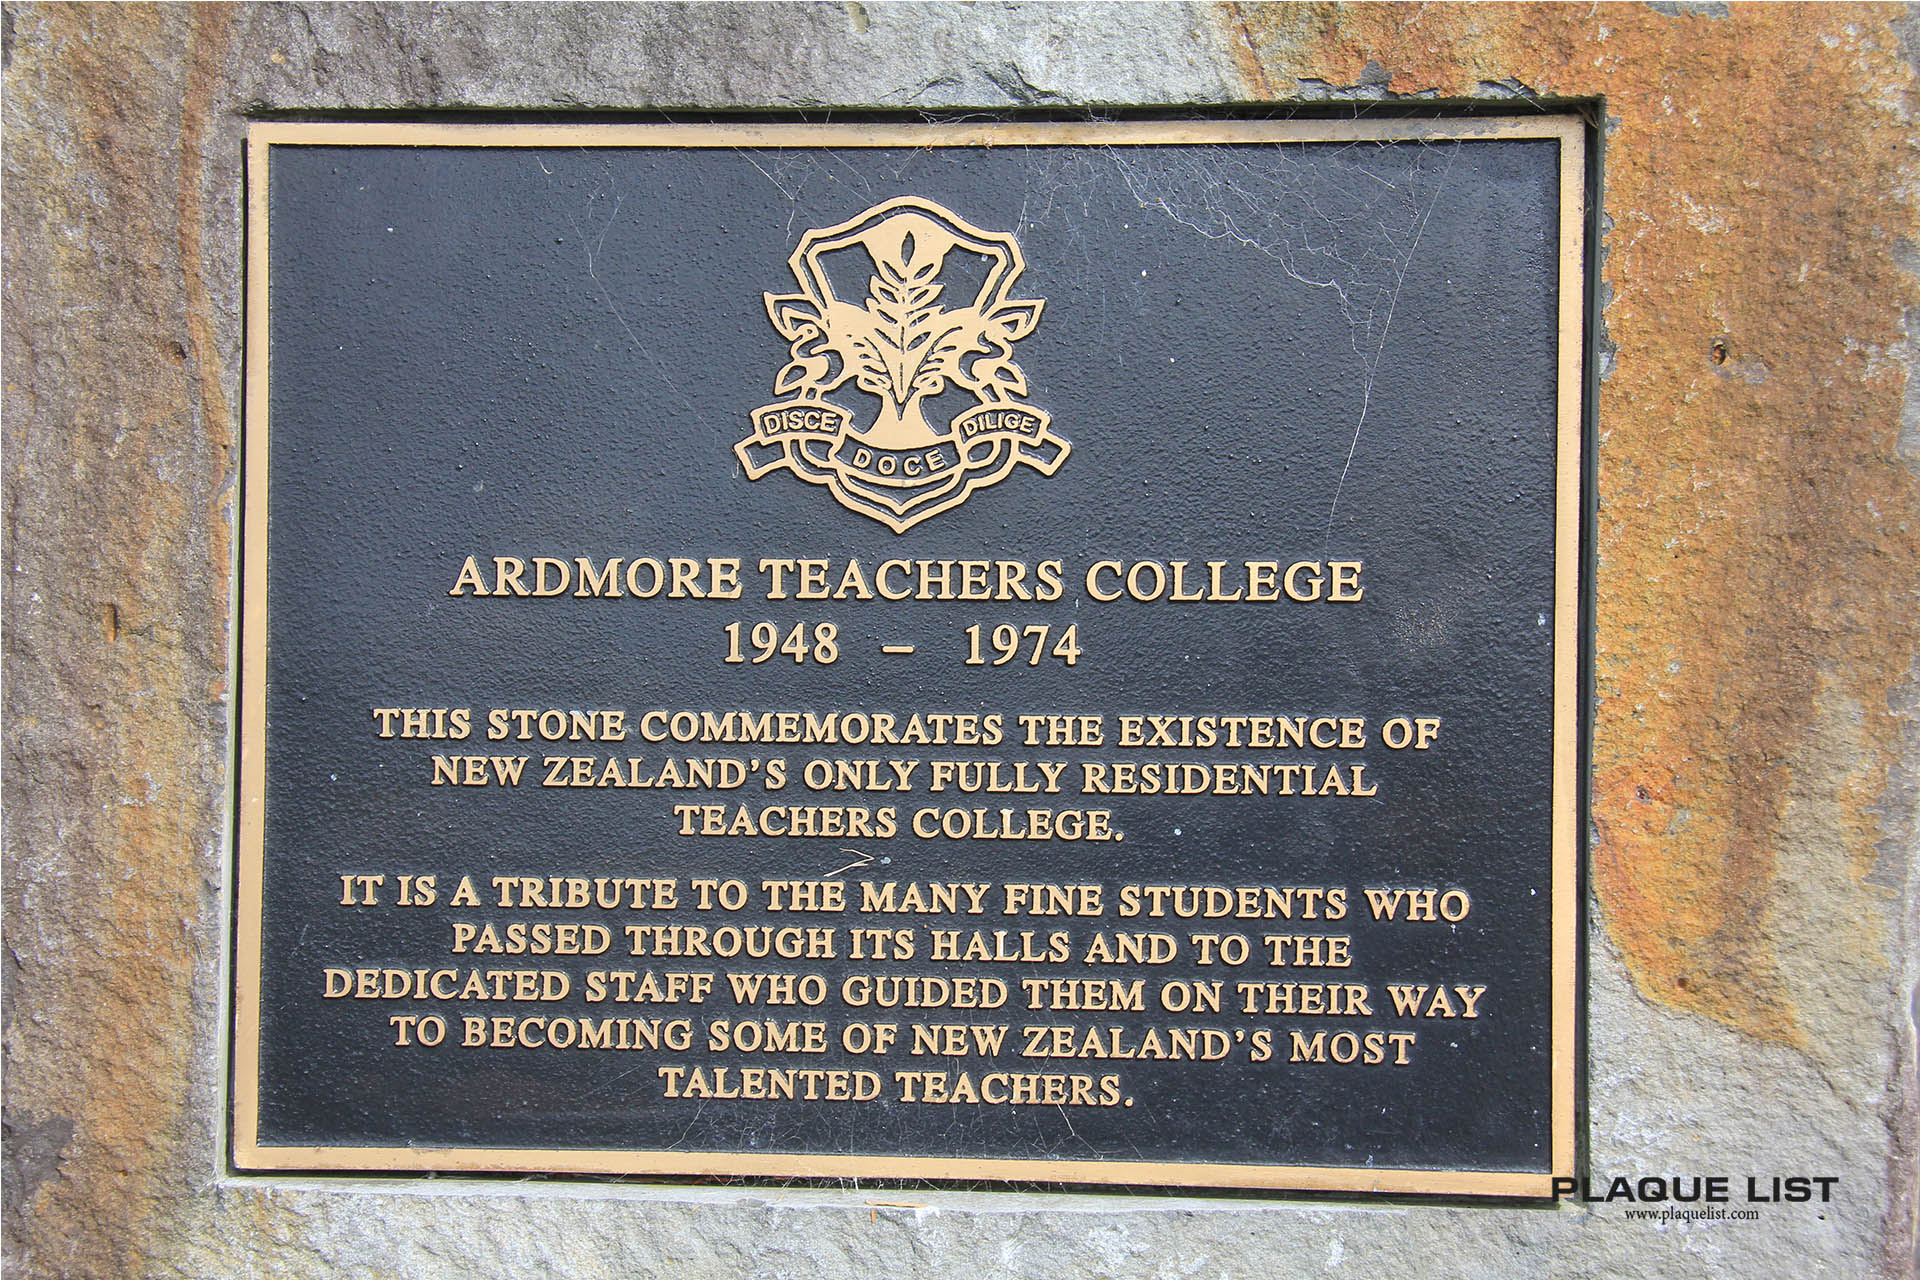 DISCE DILIGE
DOCE
ARDMORE TEACHERS COLLEGE
1948 – 1974
THIS STONE COMMEMORATES THE EXISTENCE OF
NEW ZEALAND'S ONLY FULLY RESIDENTIAL
TEACHERS COLLEGE.
IT IS A TRIBUTE TO THE MANY FINE STUDENTS WHO
PASSED THROUGH ITS HALLS AND TO THE
DEDICATED STAFF WHO GUIDED THEM ON THEIR WAY
TO BECOMING SOME OF NEW ZEALAND'S MOST
TALENTED TEACHERS.
PLAQUE LIST
www.plaquelist.com